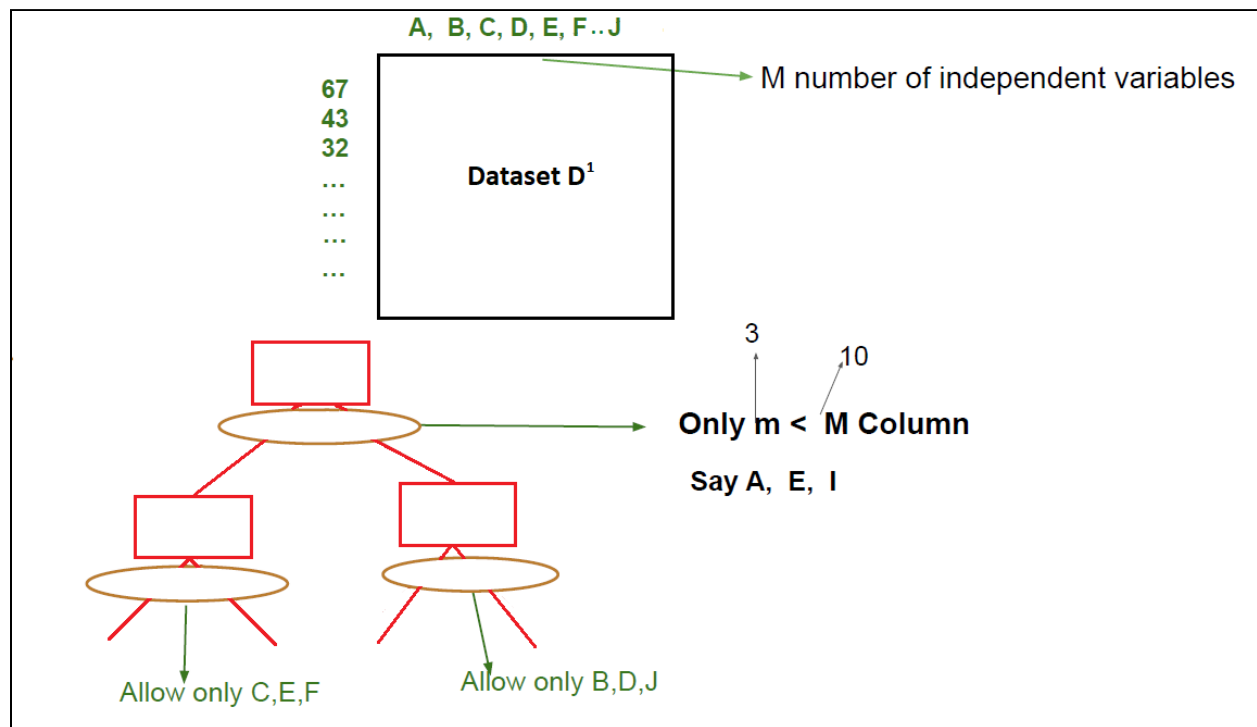 A, B, C, D, E, F..J
M number of independent variables
67
43
32
...
...
...
...
Dataset D¹
3
10
Only m < M Column
Say A, E, I
Allow only C,E,F
Allow only B,D,J